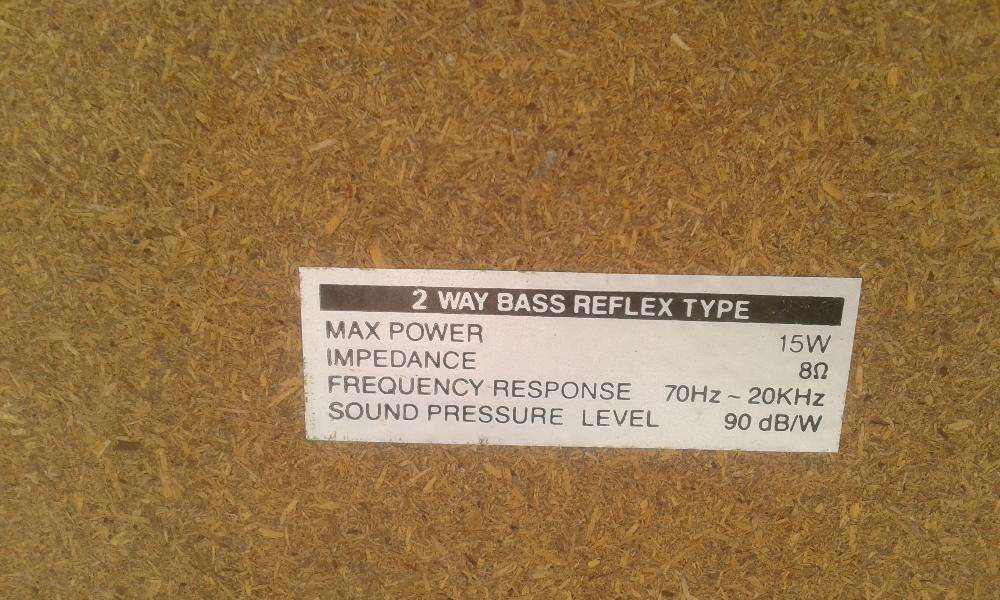 2 WAY BASS REFLEX TYPE
MAX POWER 15W
IMPEDANCE 8Ω
FREQUENCY RESPONSE 70Hz ~ 20KHz
SOUND PRESSURE LEVEL 90 dB/W